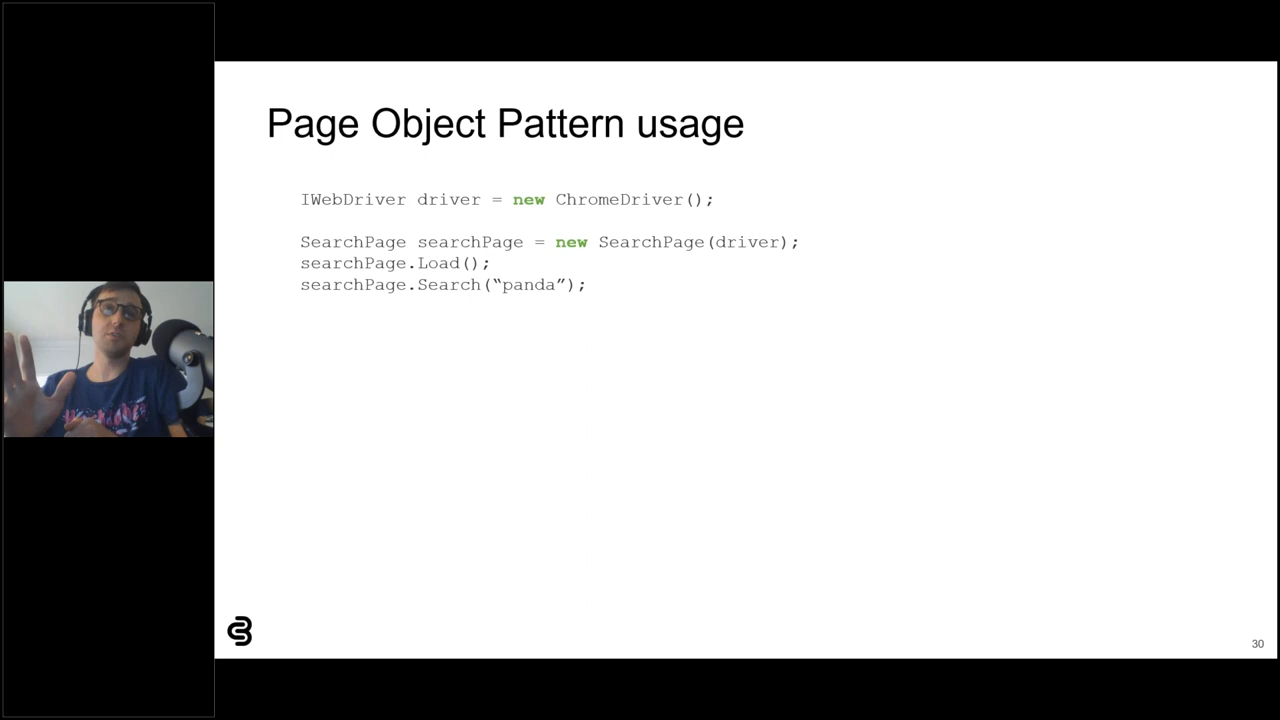 Page Object Pattern usage
IWebDriver driver = new ChromeDriver();
SearchPage searchPage = new SearchPage(driver);
searchPage.Load();
searchPage.Search(“panda”);
30